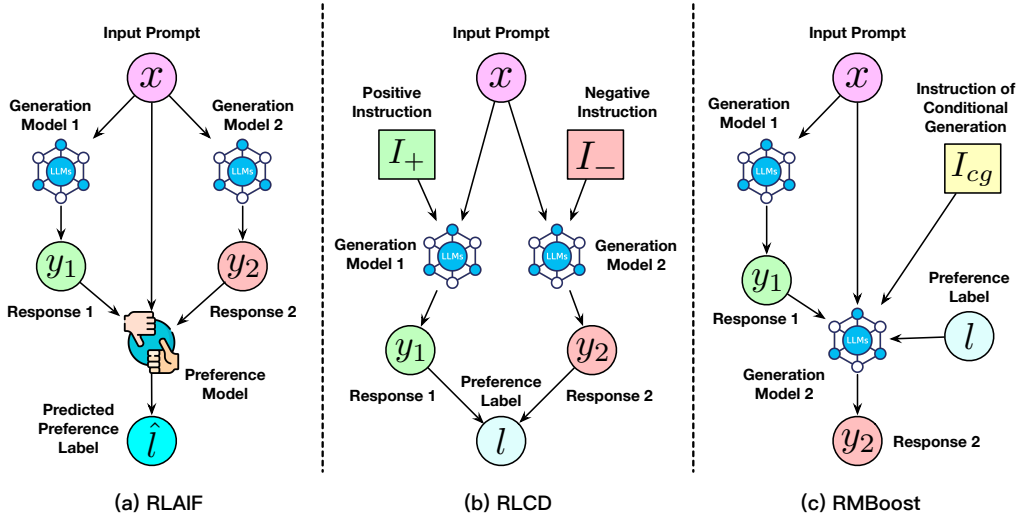 Input Prompt
x
Generation
Model 1
Generation
Model 2
LLMs
LLMs
y1
y2
Response 1
Response 2
Preference
Model
Predicted
Preference
Label
l̂
(a) RLAIF
Input Prompt
x
Positive
Instruction
Negative
Instruction
I+
I−
Generation
Model 1
LLMs
LLMs
Generation
Model 2
y1
y2
Response 1
Preference
Label
Response 2
l
(b) RLCD
Input Prompt
x
Generation
Model 1
Instruction of
Conditional
Generation
LLMs
Icg
y1
Response 1
Preference
Label
LLMs
l
Generation
Model 2
y2
Response 2
(c) RMBoost